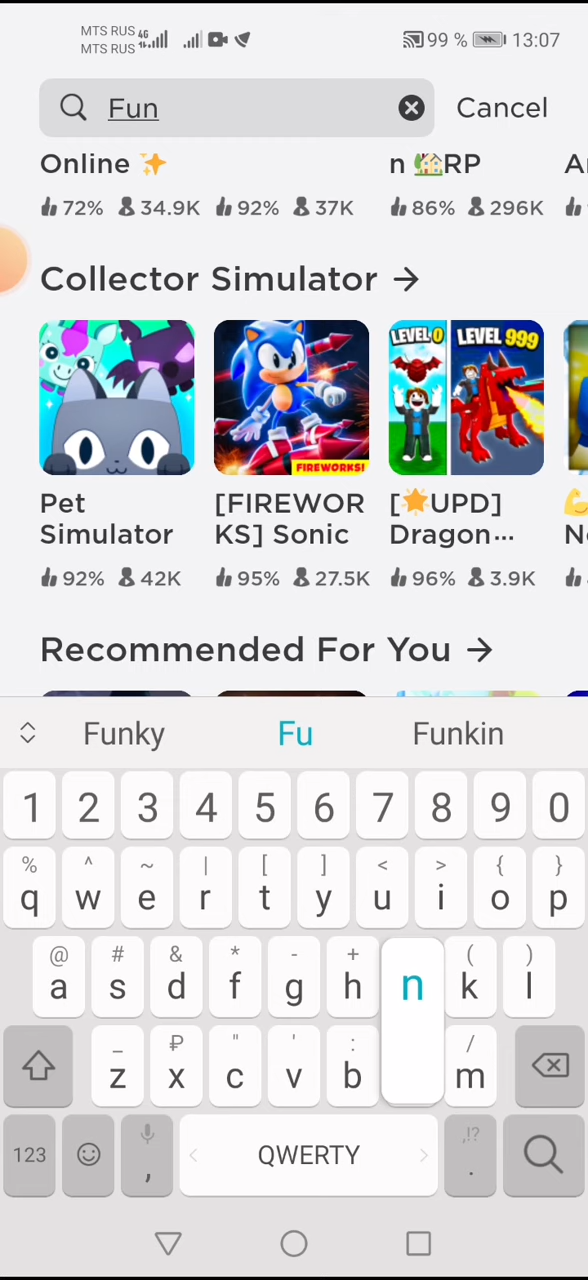 MTS RUS 4G
MTS RUS
99 % 13:07
Fun
Cancel
Online ✨ n 🏡RP
72% 34.9K 92% 37K 86% 296K
Collector Simulator →
LEVEL 0 LEVEL 999
FIREWORKS!
Pet [FIREWOR [🌟UPD]
Simulator KS] Sonic Dragon...
92% 42K 95% 27.5K 96% 3.9K
Recommended For You →
Funky Fu Funkin
1 2 3 4 5 6 7 8 9 0
% ^ ~ | [ ] < > { }
q w e r t y u i o p
@ # & * - + ( )
a s d f g h n k l
_ ₽ " ' : /
z x c v b m
123 , QWERTY ,!? .